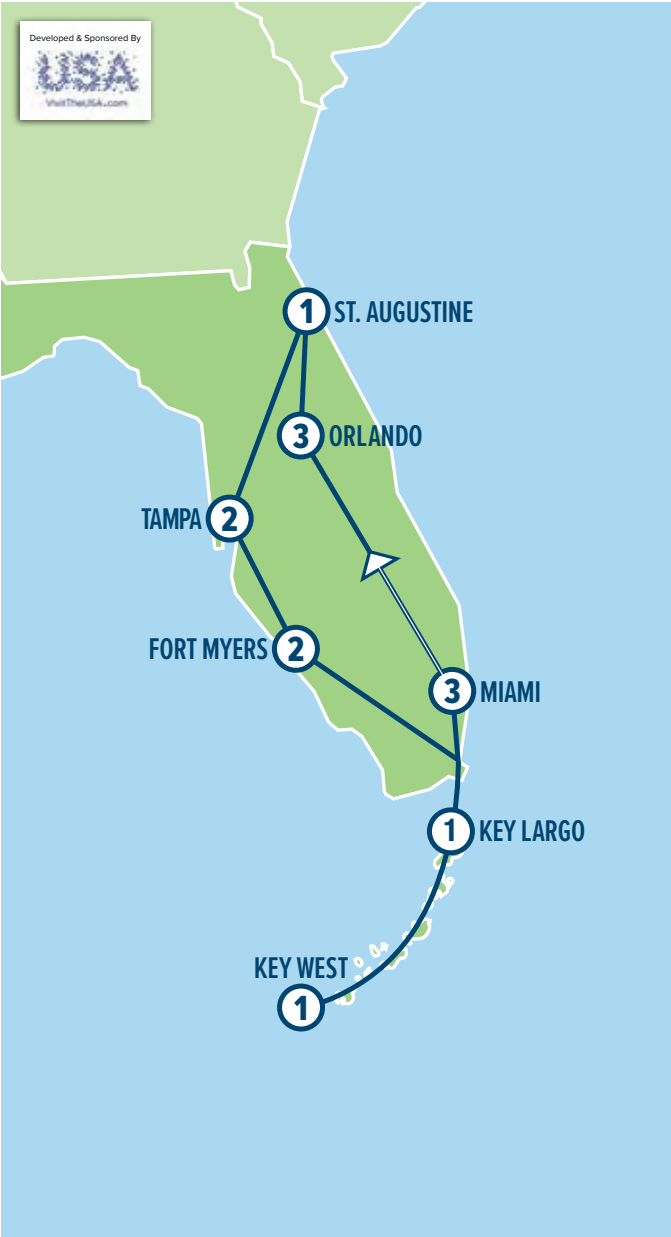 Developed & Sponsored By
USA
VisitTheUSA.com
1 ST. AUGUSTINE
3 ORLANDO
TAMPA 2
FORT MYERS 2
3 MIAMI
1 KEY LARGO
KEY WEST
1